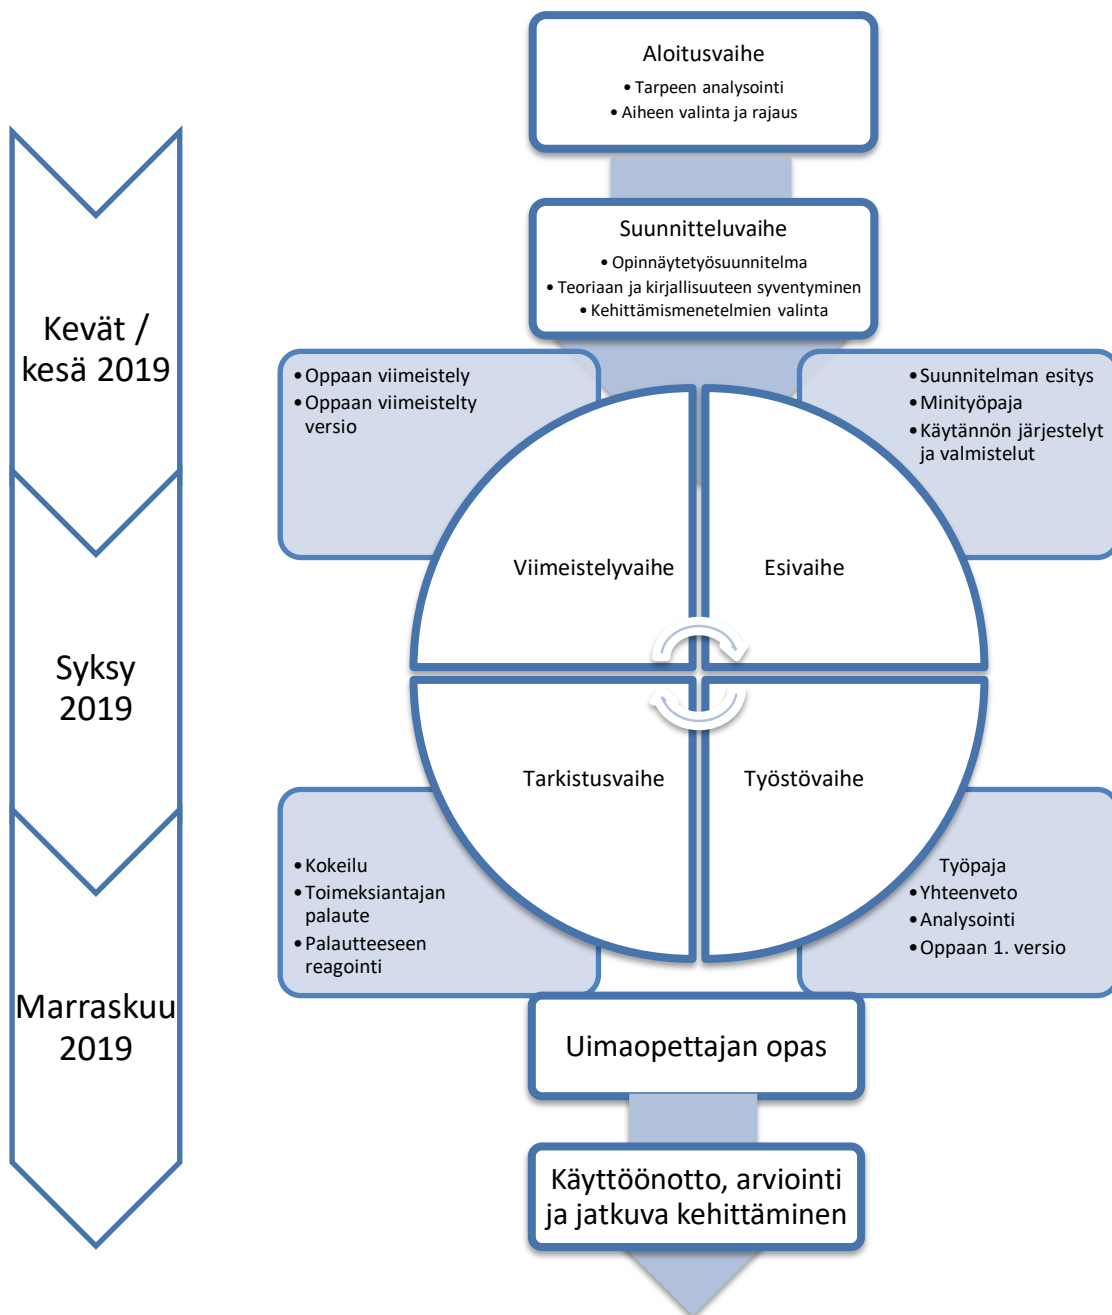 Aloitusvaihe
• Tarpeen analysointi
• Aiheen valinta ja rajaus
Suunnitteluvaihe
• Opinnäytetyösuunnitelma
• Teoriaan ja kirjallisuuteen syventyminen
• Kehittämismenetelmien valinta
Kevät /
kesä 2019
Syksy
2019
Marraskuu
2019
• Oppaan viimeistely
• Oppaan viimeistelty
versio
• Suunnitelman esitys
• Minityöpaja
• Käytännön järjestelyt
ja valmistelut
Viimeistelyvaihe
Esivaihe
Tarkistusvaihe
Työstövaihe
• Kokeilu
• Toimeksiantajan
palaute
• Palautteeseen
reagointi
Työpaja
• Yhteenveto
• Analysointi
• Oppaan 1. versio
Uimaopettajan opas
Käyttöönotto, arviointi
ja jatkuva kehittäminen